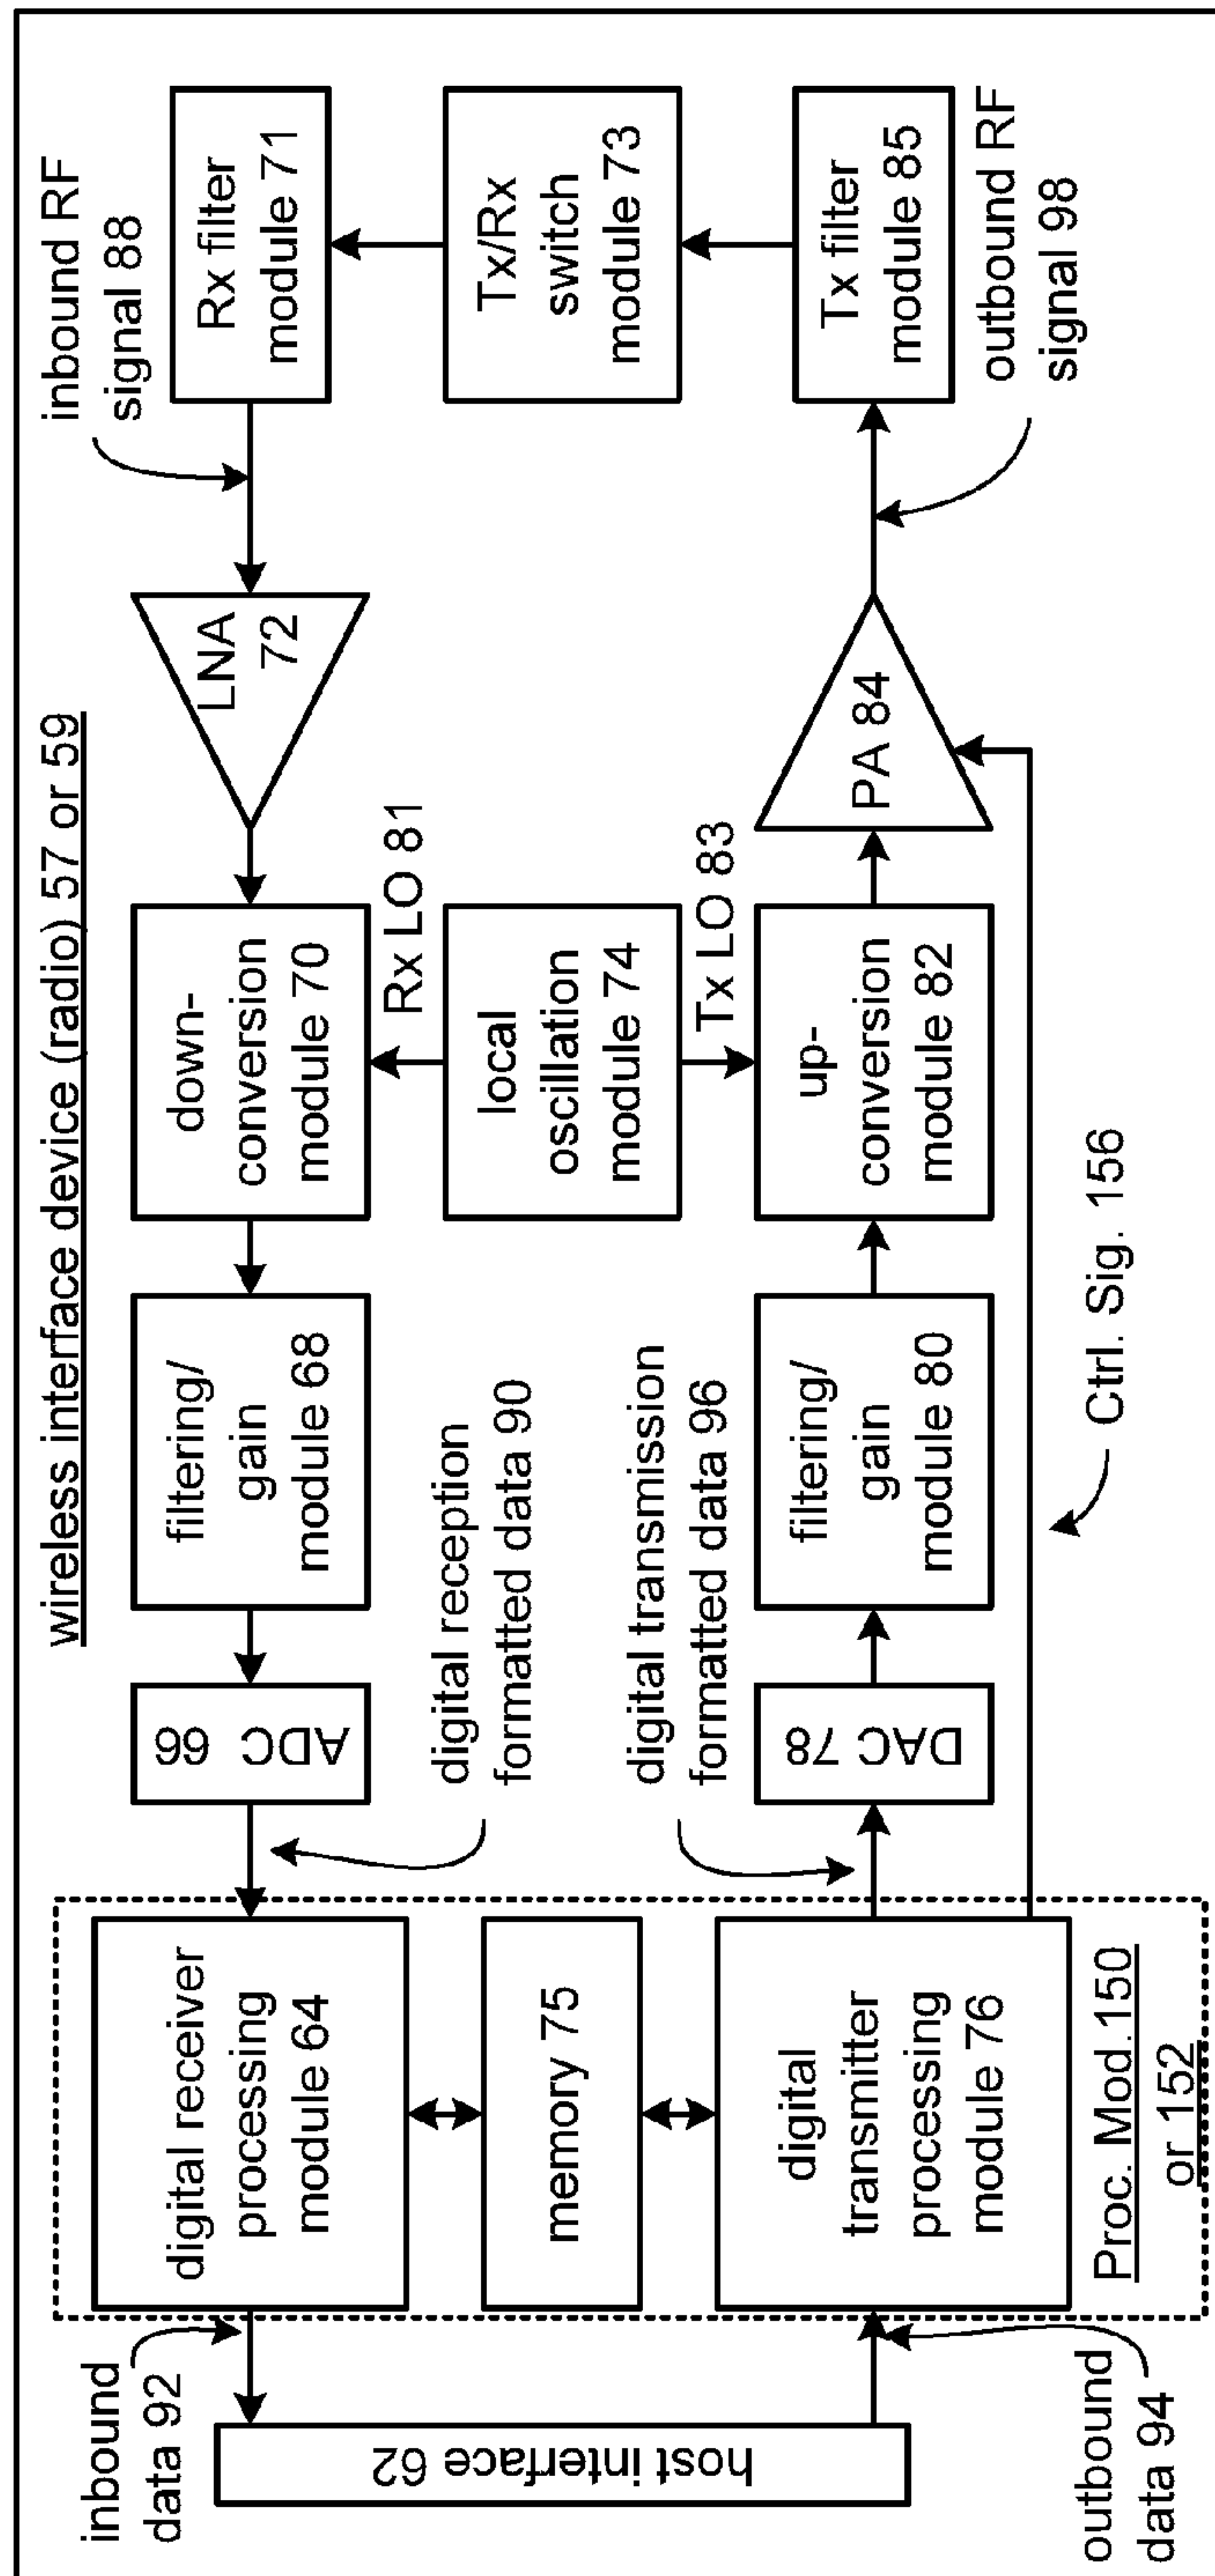 wireless interface device (radio) 57 or 59
inbound RF
signal 88
Rx filter
module 71
LNA
72
down-
conversion
module 70
filtering/
gain
module 68
ADC 66
digital receiver
processing
module 64
inbound
data 92
digital reception
formatted data 90
Rx LO 81
Tx/Rx
switch
module 73
local
oscillation
module 74
memory 75
host interface 62
Tx LO 83
digital transmission
formatted data 96
Tx filter
module 85
PA 84
up-
conversion
module 82
filtering/
gain
module 80
DAC 78
digital
transmitter
processing
module 76
outbound RF
signal 98
Ctrl. Sig. 156
Proc. Mod. 150
or 152
outbound
data 94